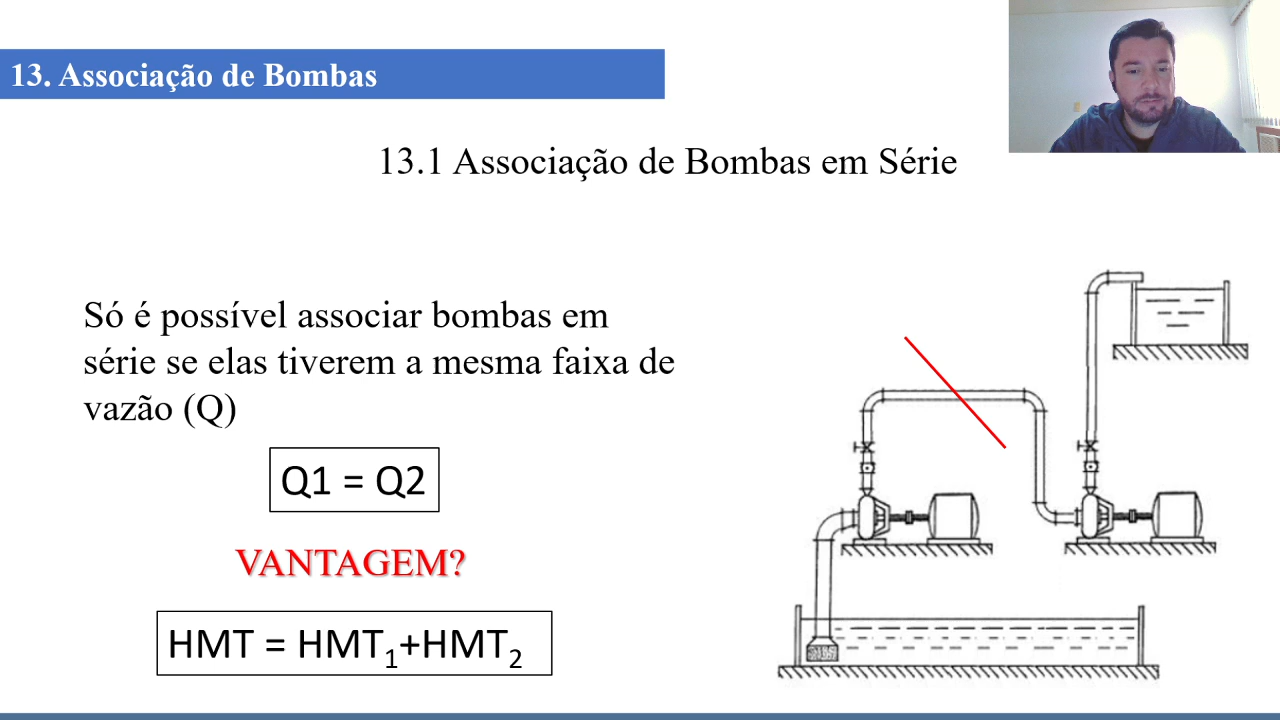 13. Associação de Bombas
13.1 Associação de Bombas em Série
Só é possível associar bombas em
série se elas tiverem a mesma faixa de
vazão (Q)
Q1 = Q2
VANTAGEM?
HMT = HMT₁+HMT₂